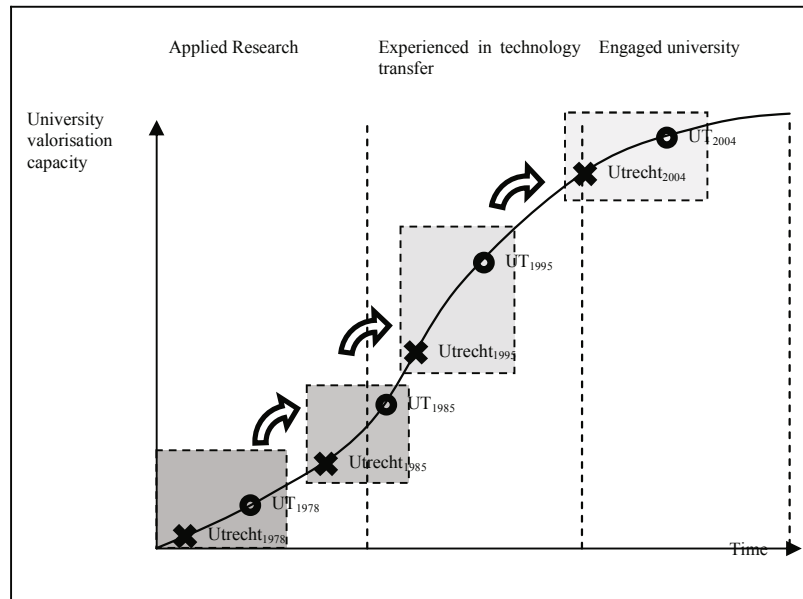 Applied Research
Experienced in technology
transfer
Engaged university
University
valorisation
capacity
UT2004
Utrecht2004
UT1995
Utrecht1995
UT1985
Utrecht1985
UT1978
Utrecht1978
Time